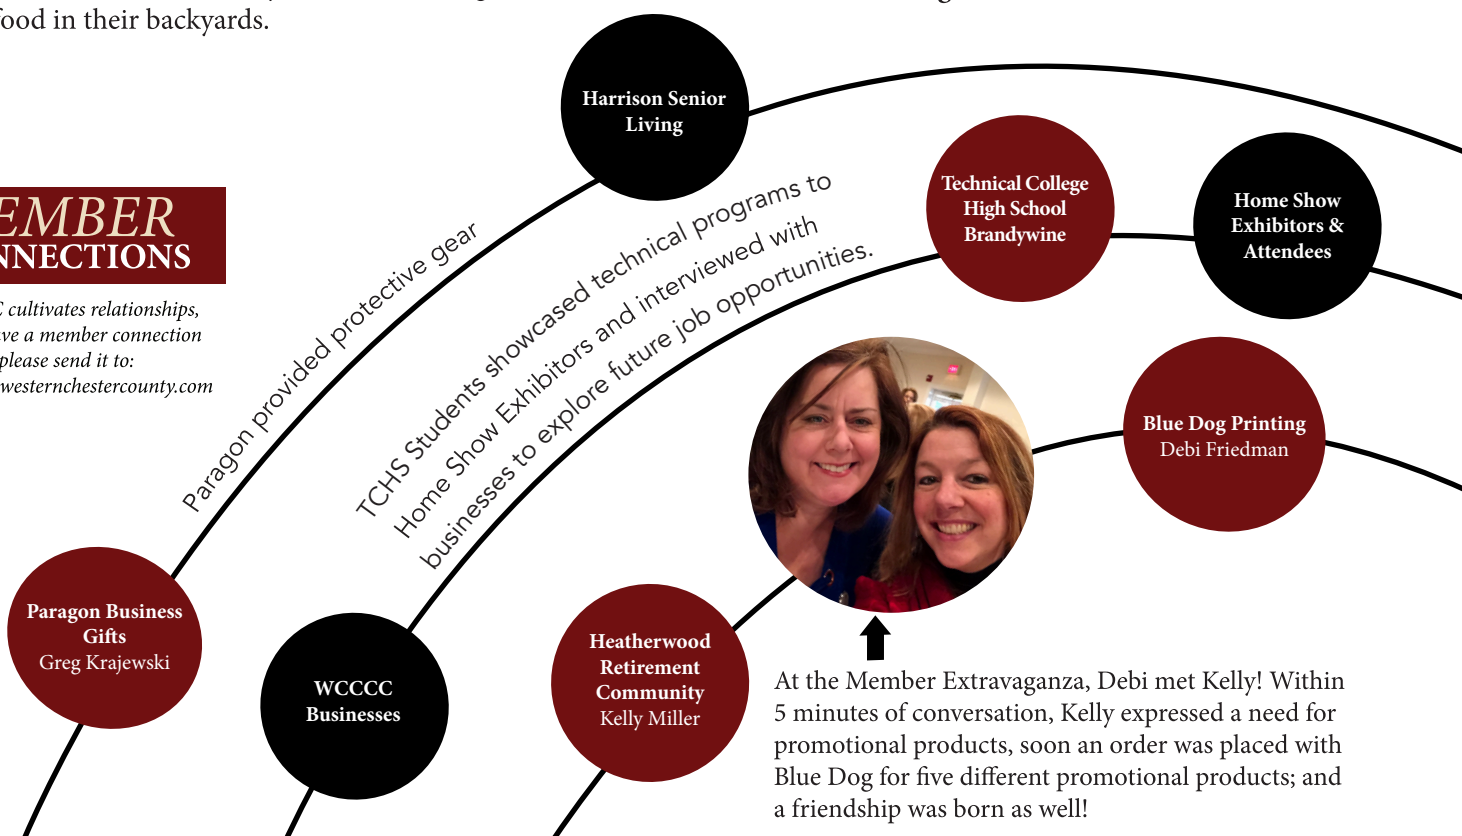 food in their backyards.
Harrison Senior
Living
Technical College
High School
Brandywine
Home Show
Exhibitors &
Attendees
EMBER
NNECTIONS
C cultivates relationships,
ve a member connection
please send it to:
westernchestercounty.com
Paragon provided protective gear
TCHS Students showcased technical programs to
Home Show Exhibitors and interviewed with
businesses to explore future job opportunities.
Blue Dog Printing
Debi Friedman
Paragon Business
Gifts
Greg Krajewski
WCCCC
Businesses
Heatherwood
Retirement
Community
Kelly Miller
At the Member Extravaganza, Debi met Kelly! Within
5 minutes of conversation, Kelly expressed a need for
promotional products, soon an order was placed with
Blue Dog for five different promotional products; and
a friendship was born as well!